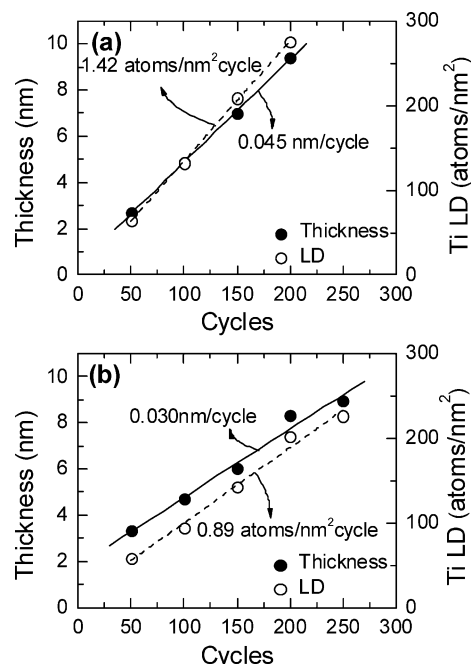 (a)
1.42 atoms/nm²cycle
0.045 nm/cycle
Thickness
LD
0
2
4
6
8
10
Thickness (nm)
0
100
200
300
Ti LD (atoms/nm²)
0 50 100 150 200 250 300
Cycles
(b)
0.030nm/cycle
0.89 atoms/nm²cycle
Thickness
LD
0
2
4
6
8
10
Thickness (nm)
0
100
200
300
Ti LD (atoms/nm²)
0 50 100 150 200 250 300
Cycles